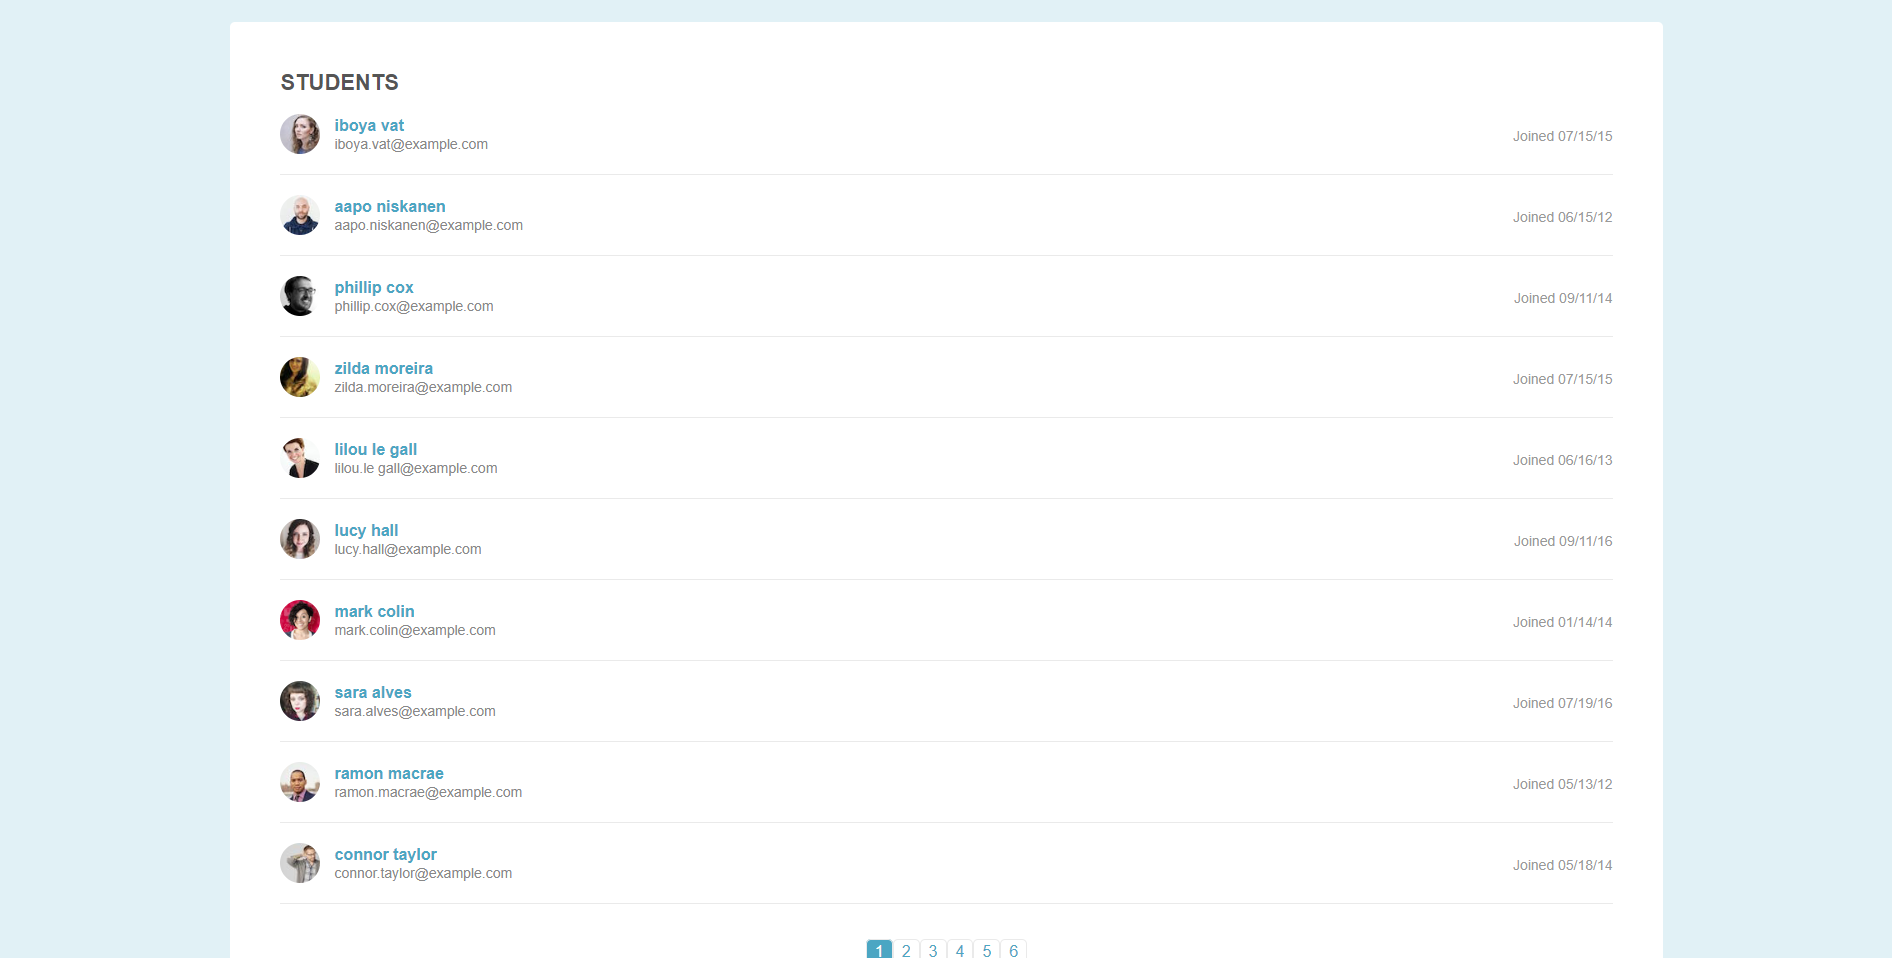 STUDENTS
iboya vat
iboya.vat@example.com
Joined 07/15/15
aapo niskanen
aapo.niskanen@example.com
Joined 06/15/12
phillip cox
phillip.cox@example.com
Joined 09/11/14
zilda moreira
zilda.moreira@example.com
Joined 07/15/15
lilou le gall
lilou.le gall@example.com
Joined 06/16/13
lucy hall
lucy.hall@example.com
Joined 09/11/16
mark colin
mark.colin@example.com
Joined 01/14/14
sara alves
sara.alves@example.com
Joined 07/19/16
ramon macrae
ramon.macrae@example.com
Joined 05/13/12
connor taylor
connor.taylor@example.com
Joined 05/18/14
1 2 3 4 5 6